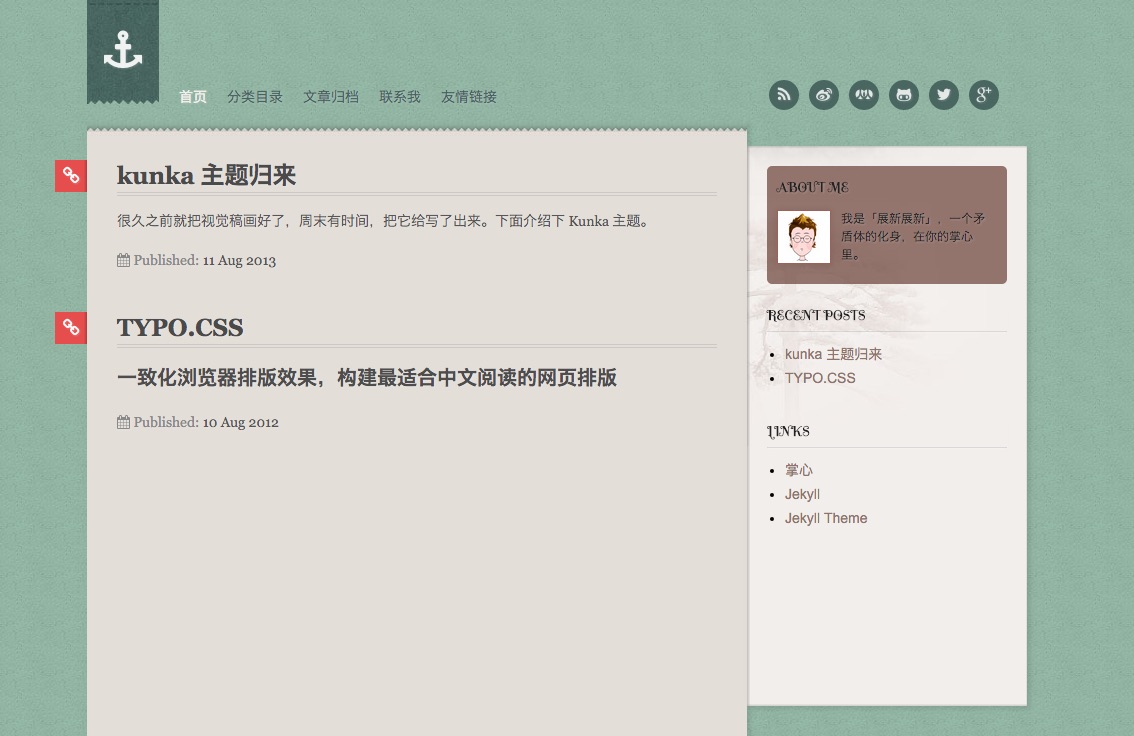 首页 分类目录 文章归档 联系我 友情链接
kunka 主题归来
很久之前就把视觉稿画好了，周末有时间，把它给写了出来。下面介绍下 Kunka 主题。
Published: 11 Aug 2013
TYPO.CSS
一致化浏览器排版效果，构建最适合中文阅读的网页排版
Published: 10 Aug 2012
ABOUT ME
我是「展新展新」，一个矛
盾体的化身，在你的掌心
里。
RECENT POSTS
kunka 主题归来
TYPO.CSS
LINKS
掌心
Jekyll
Jekyll Theme